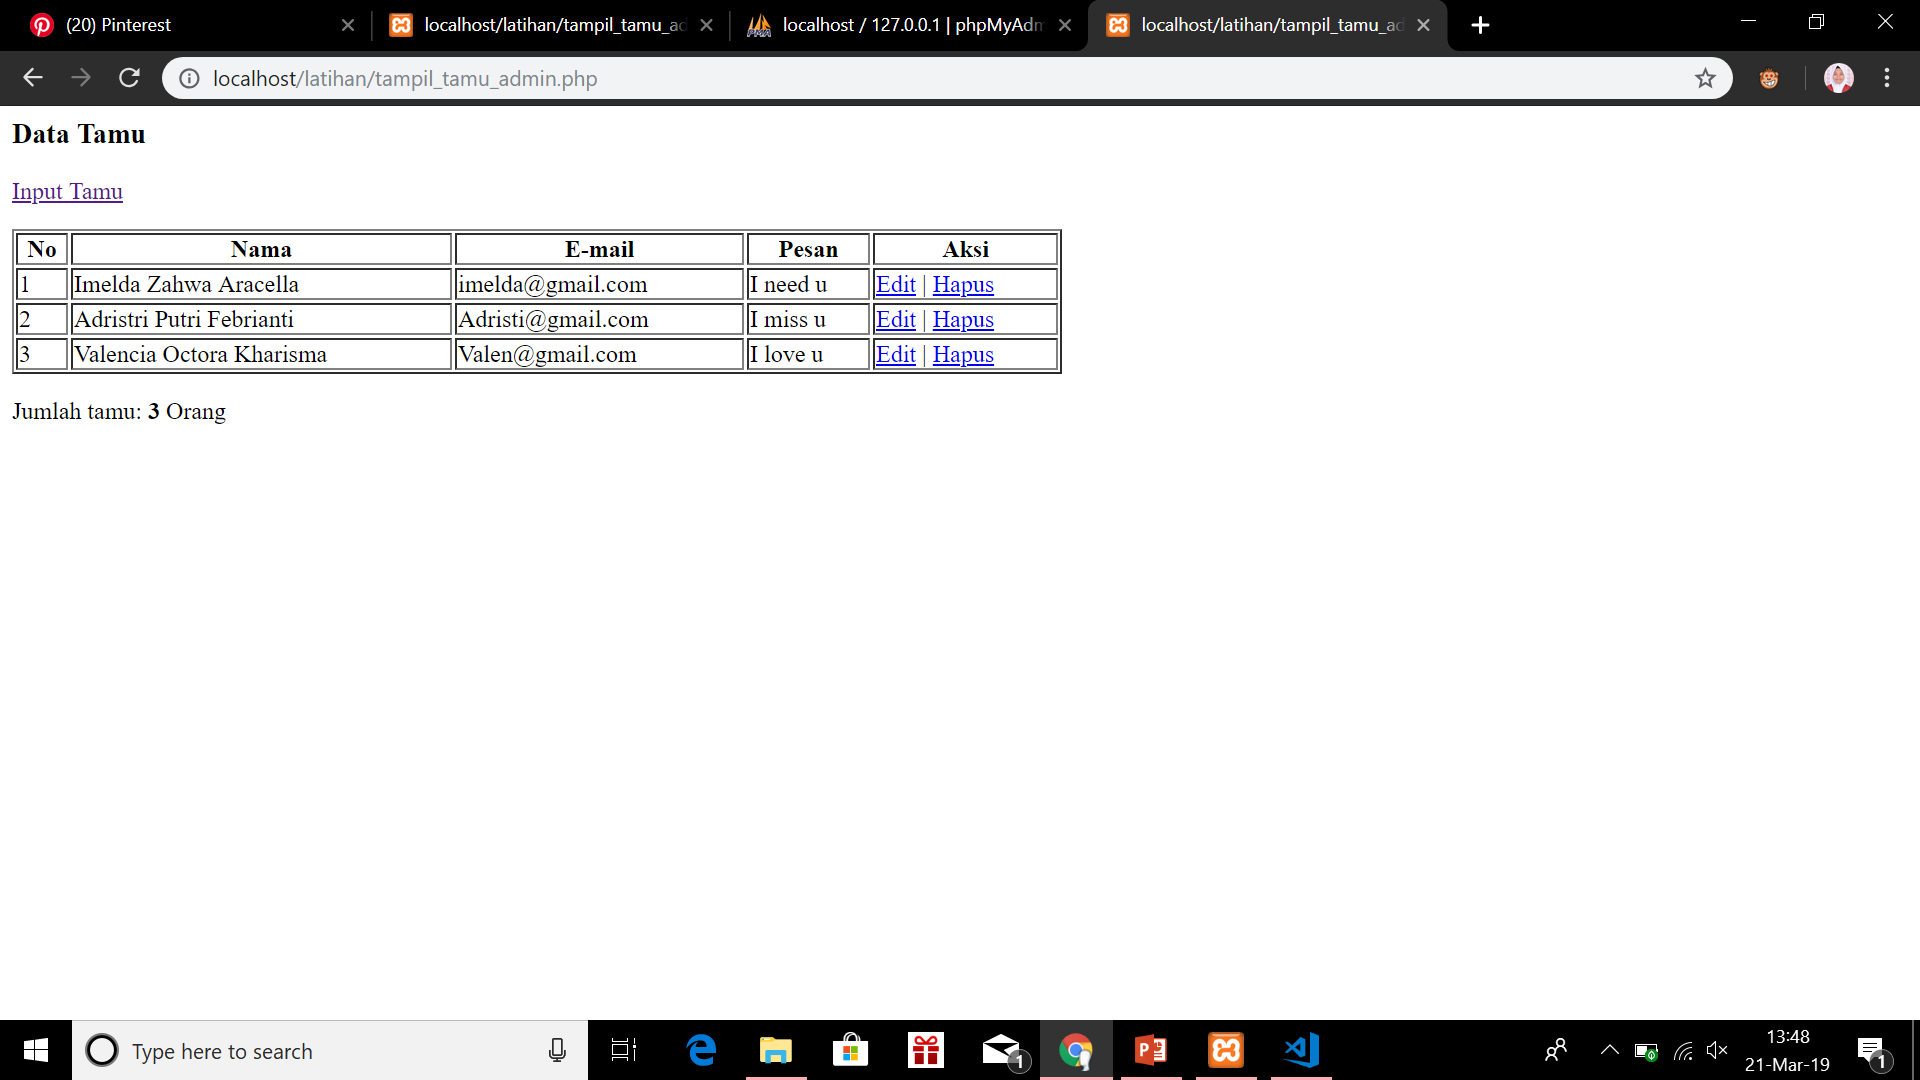 (20) Pinterest
localhost/latihan/tampil_tamu_ad
localhost / 127.0.0.1 | phpMyAdm
localhost/latihan/tampil_tamu_ad
localhost/latihan/tampil_tamu_admin.php
Data Tamu
Input Tamu
No Nama E-mail Pesan Aksi
1 Imelda Zahwa Aracella imelda@gmail.com I need u Edit | Hapus
2 Adristri Putri Febrianti Adristi@gmail.com I miss u Edit | Hapus
3 Valencia Octora Kharisma Valen@gmail.com I love u Edit | Hapus
Jumlah tamu: 3 Orang
Type here to search
1
13:48
21-Mar-19
1